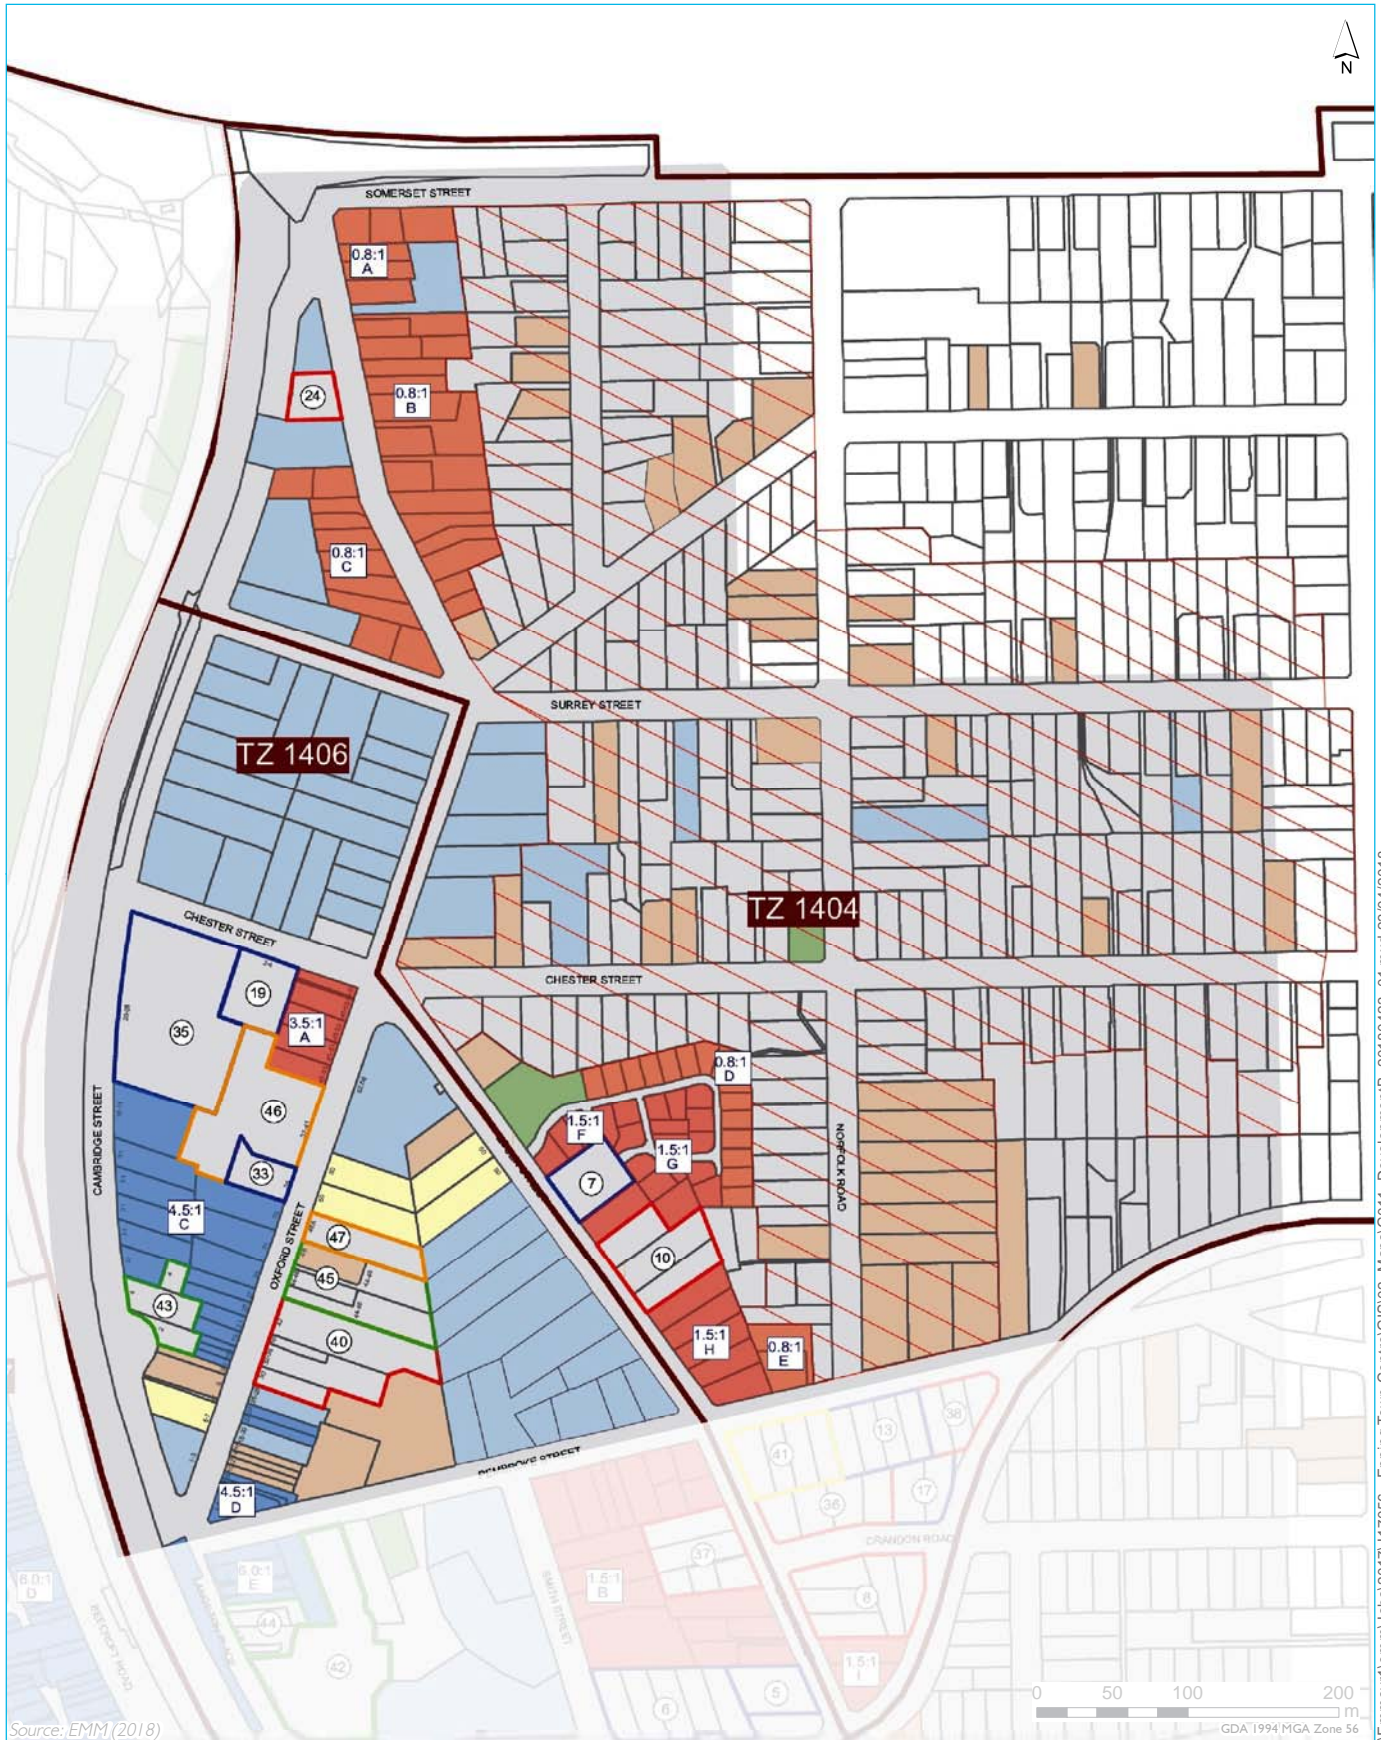 N
SOMERSET STREET
0.8:1
A
24
0.8:1
B
0.8:1
C
SURREY STREET
TZ 1406
TZ 1404
CHESTER STREET
CHESTER STREET
19
35
3.5:1
A
46
33
CAMBRIDGE STREET
4.5:1
C
OXFORD STREET
47
45
43
40
4.5:1
D
0.8:1
D
1.5:1
F
1.5:1
G
7
10
NORFOLK ROAD
1.5:1
H
0.8:1
E
PEMBROKE STREET
41
13
38
36
17
CRANDON ROAD
37
1.5:1
B
8
1.5:1
I
6
5
SMITH STREET
6.0:1
D
6.0:1
E
44
42
BEECROFT ROAD
0 50 100 200
m
GDA 1994 MGA Zone 56
Source: EMM (2018)